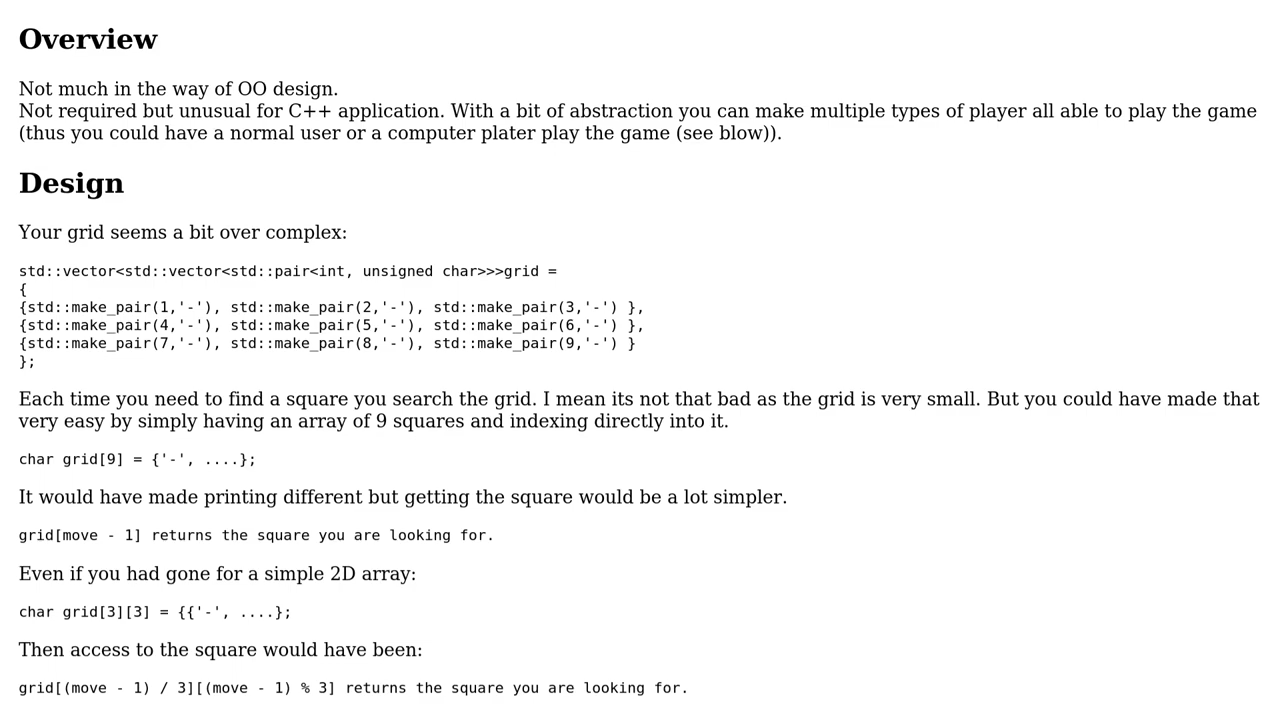 Overview
Not much in the way of OO design.
Not required but unusual for C++ application. With a bit of abstraction you can make multiple types of player all able to play the game
(thus you could have a normal user or a computer plater play the game (see blow)).
Design
Your grid seems a bit over complex:
std::vector<std::vector<std::pair<int, unsigned char>>>grid =
{
{std::make_pair(1,'-'), std::make_pair(2,'-'), std::make_pair(3,'-') },
{std::make_pair(4,'-'), std::make_pair(5,'-'), std::make_pair(6,'-') },
{std::make_pair(7,'-'), std::make_pair(8,'-'), std::make_pair(9,'-') }
};
Each time you need to find a square you search the grid. I mean its not that bad as the grid is very small. But you could have made that
very easy by simply having an array of 9 squares and indexing directly into it.
char grid[9] = {'-', ....};
It would have made printing different but getting the square would be a lot simpler.
grid[move - 1] returns the square you are looking for.
Even if you had gone for a simple 2D array:
char grid[3][3] = {{'-', ....};
Then access to the square would have been:
grid[(move - 1) / 3][(move - 1) % 3] returns the square you are looking for.